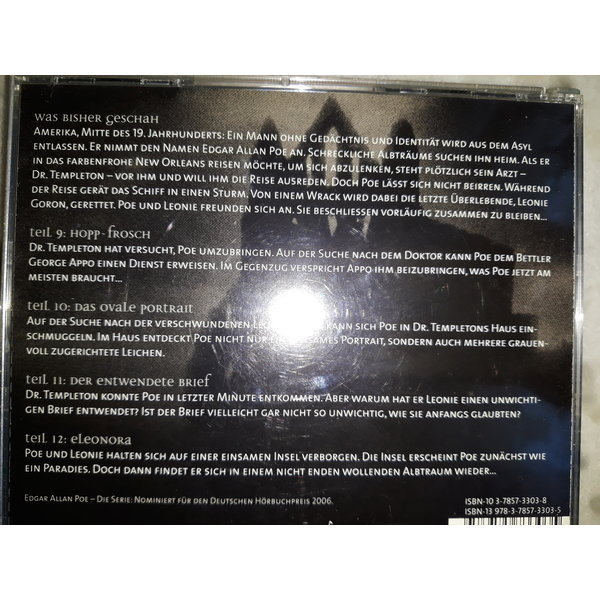 was bisher geschah
Amerika, Mitte des 19. Jahrhunderts: Ein Mann ohne Gedächtnis und Identität wird aus dem Asyl
entlassen. Er nimmt den Namen Edgar Allan Poe an. Schreckliche Albträume suchen ihn heim. Als er
in das farbenfrohe New Orleans reisen möchte, um sich abzulenken, steht plötzlich sein Arzt –
Dr. Templeton – vor ihm und will ihm die Reise ausreden. Doch Poe lässt sich nicht beirren. Während
der Reise gerät das Schiff in einen Sturm. Von einem Wrack wird dabei die letzte Überlebende, Leonie
Goron, gerettet. Poe und Leonie freunden sich an. Sie beschliessen vorläufig zusammen zu bleiben...
teil 9: hopp-frosch
Dr. Templeton hat versucht, Poe umzubringen. Auf der Suche nach dem Doktor kann Poe dem Bettler
George Appo einen Dienst erweisen. Im Gegenzug verspricht Appo ihm beizubringen, was Poe jetzt am
meisten braucht...
teil 10: das ovale portrait
Auf der Suche nach der verschwundenen kann sich Poe in Dr. Templetons Haus ein-
schmuggeln. Im Haus entdeckt Poe nicht nur Portrait, sondern auch mehrere grauen-
voll zugerichtete Leichen.
teil 11: der entwendete brief
Dr. Templeton konnte Poe in letzter Minute entkommen. Aber warum hat er Leonie einen unwichti-
gen Brief entwendet? Ist der Brief vielleicht gar nicht so unwichtig, wie sie anfangs glaubten?
teil 12: eleonora
Poe und Leonie halten sich auf einer einsamen Insel verborgen. Die Insel erscheint Poe zunächst wie
ein Paradies. Doch dann findet er sich in einem nicht enden wollenden Albtraum wieder...
Edgar Allan Poe – Die Serie: Nominiert für den Deutschen Hörbuchpreis 2006.
ISBN-10 3-7857-3303-8
ISBN-13 978-3-7857-3303-5